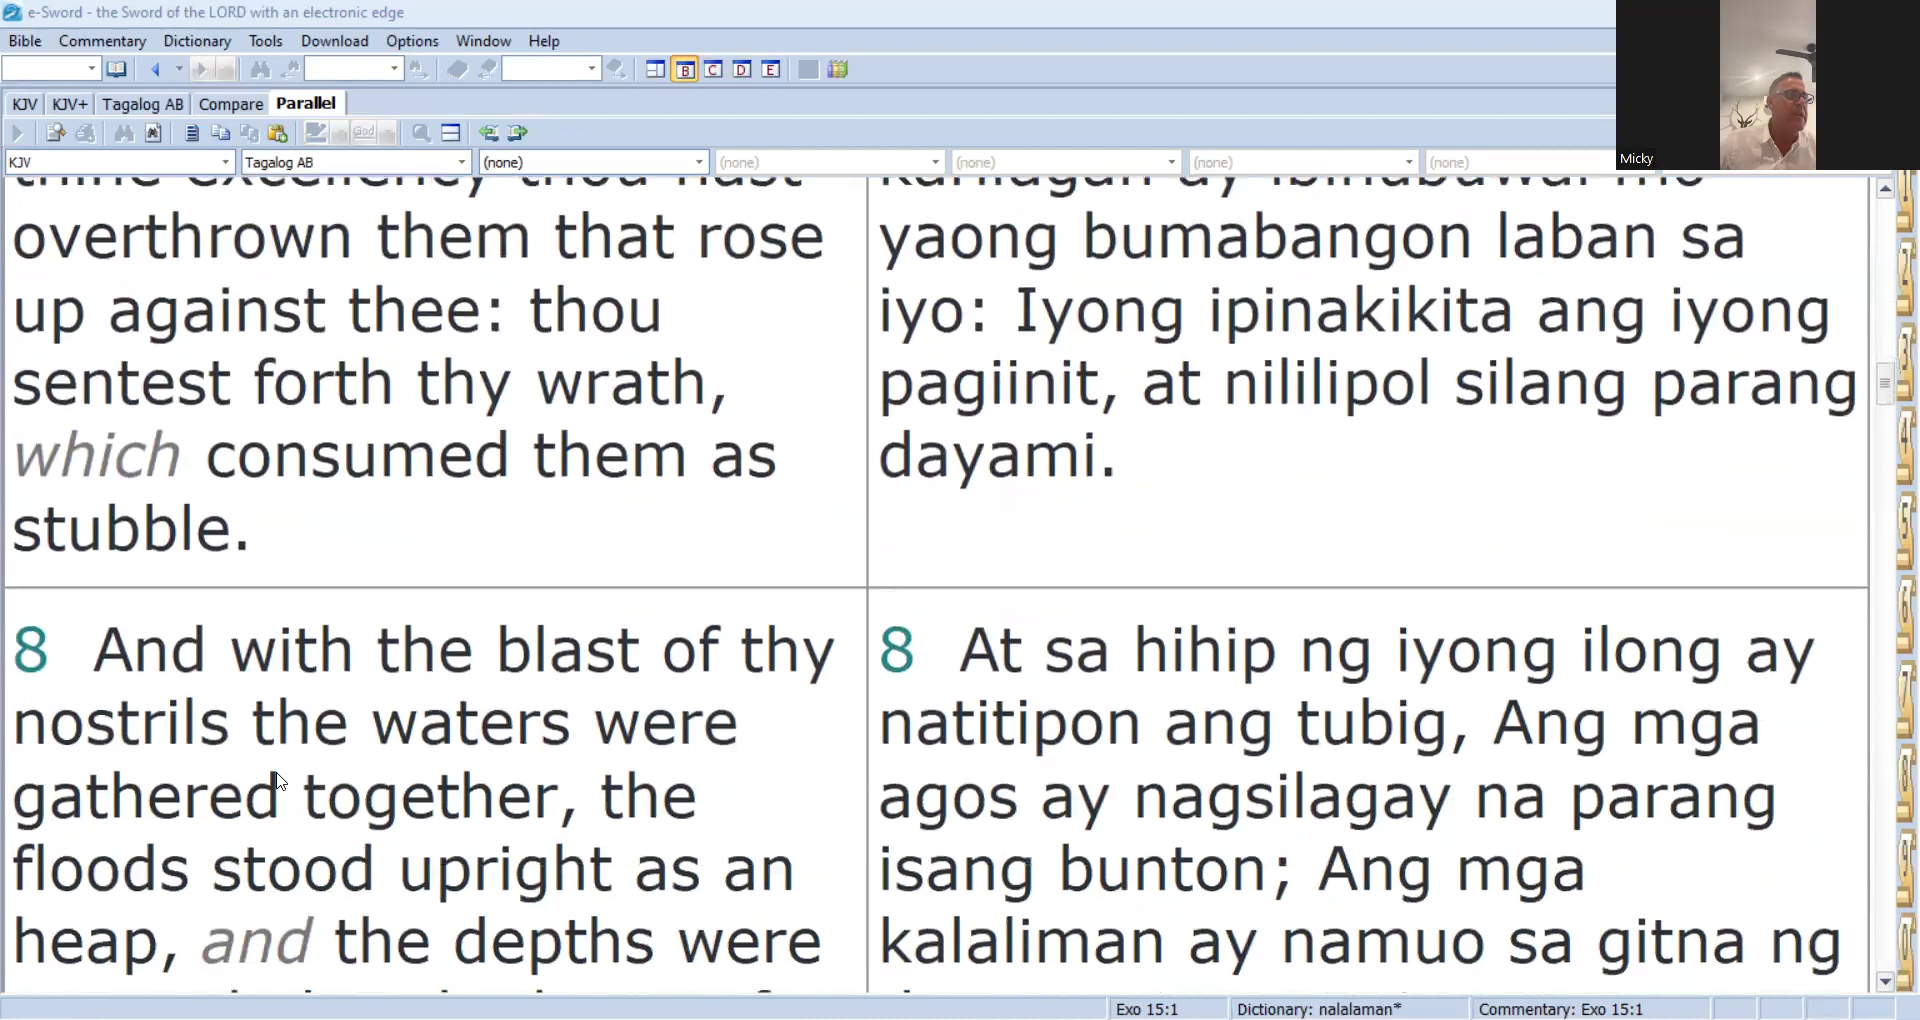 e-Sword - the Sword of the LORD with an electronic edge
Bible Commentary Dictionary Tools Download Options Window Help
B C D E
KJV KJV+ Tagalog AB Compare Parallel
God
KJV Tagalog AB (none) (none) (none) (none) (none)
Micky
thine excellency thou hast
overthrown them that rose
up against thee: thou
sentest forth thy wrath,
which consumed them as
stubble.
8 And with the blast of thy
nostrils the waters were
gathered together, the
floods stood upright as an
heap, and the depths were
yaong bumabangon laban sa
iyo: Iyong ipinakikita ang iyong
pagiinit, at nililipol silang parang
dayami.
8 At sa hihip ng iyong ilong ay
natitipon ang tubig, Ang mga
agos ay nagsilagay na parang
isang bunton; Ang mga
kalaliman ay namuo sa gitna ng
Exo 15:1 Dictionary: nalalaman* Commentary: Exo 15:1